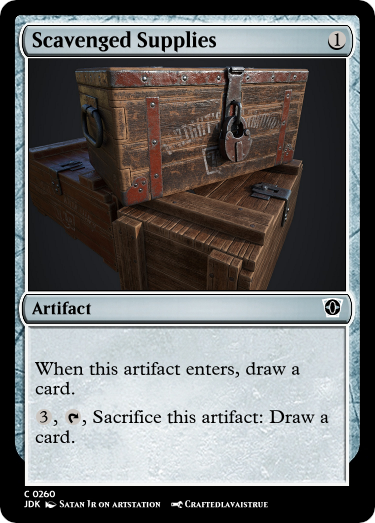 Scavenged Supplies 1
Artifact
When this artifact enters, draw a
card.
3, , Sacrifice this artifact: Draw a
card.
C 0260
JDK Satan Jr on artstation Craftedlavaistrue